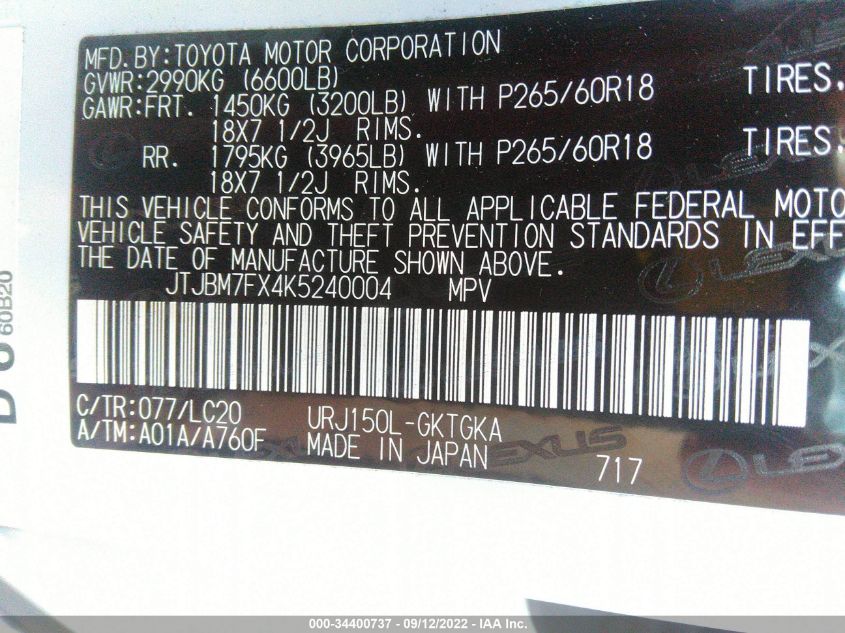 MFD. BY: TOYOTA MOTOR CORPORATION
GVWR: 2990KG (6600LB)
GAWR: FRT. 1450KG (3200LB) WITH P265/60R18 TIRES.
18X7 1/2J RIMS.
RR. 1795KG (3965LB) WITH P265/60R18 TIRES.
18X7 1/2J RIMS.
THIS VEHICLE CONFORMS TO ALL APPLICABLE FEDERAL MOTO
VEHICLE SAFETY AND THEFT PREVENTION STANDARDS IN EFF
THE DATE OF MANUFACTURE SHOWN ABOVE.
JTJBM7FX4K5240004 MPV
C/TR: 077/LC20 URJ150L-GKTGKA
A/TM: A01A/A760F MADE IN JAPAN 717
LEXUS
LEXUS
60B20
000-34400737 - 09/12/2022 - IAA Inc.